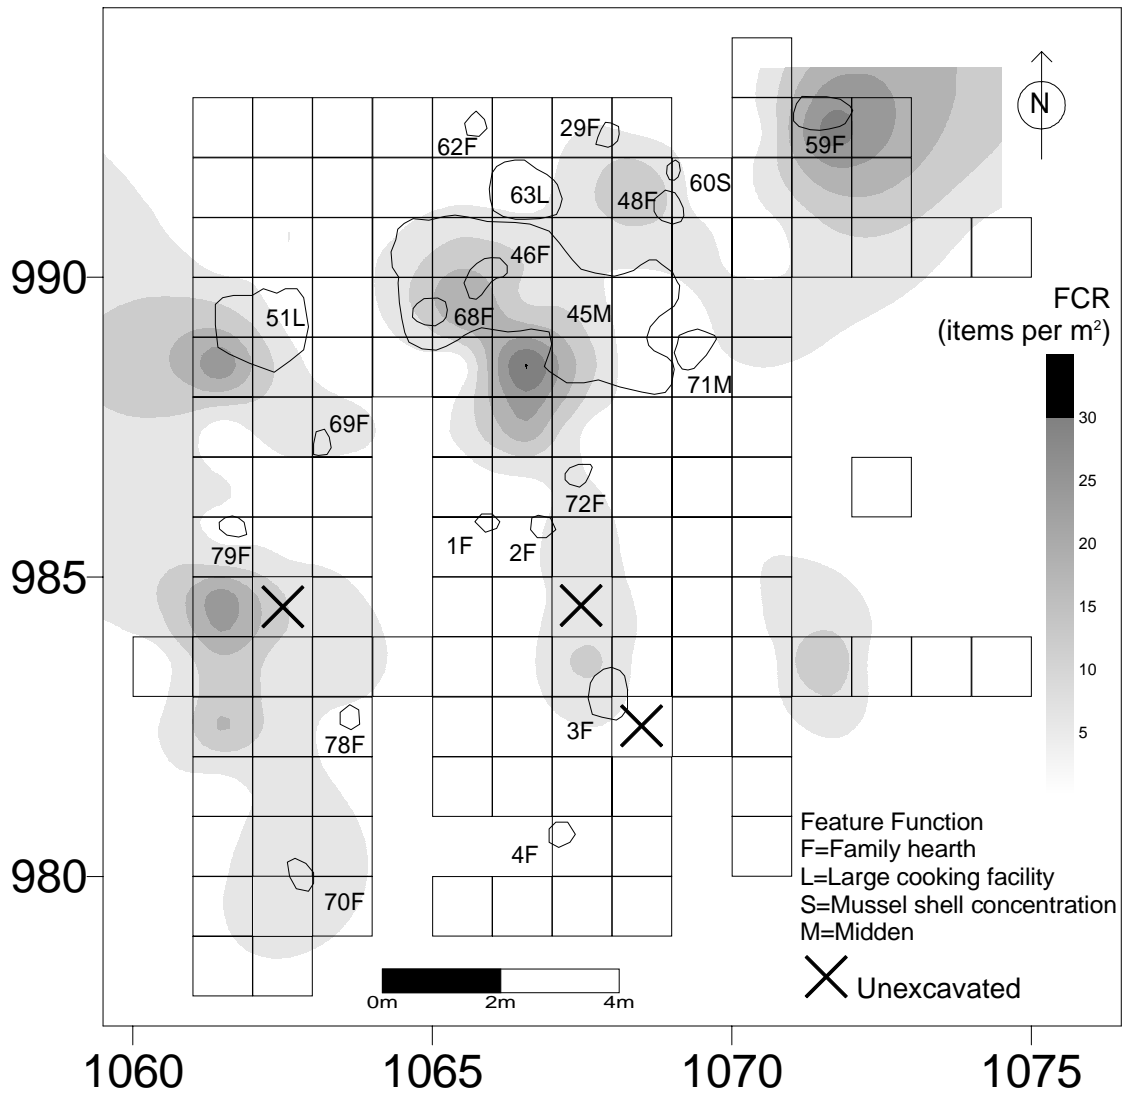 N
62F
29F
59F
60S
63L
48F
46F
990
51L
68F
45M
FCR
(items per m²)
71M
30
69F
25
72F
1F
2F
20
79F
985
15
10
3F
5
78F
4F
Feature Function
F=Family hearth
980
L=Large cooking facility
70F
S=Mussel shell concentration
M=Midden
Unexcavated
0m 2m 4m
1060 1065 1070 1075